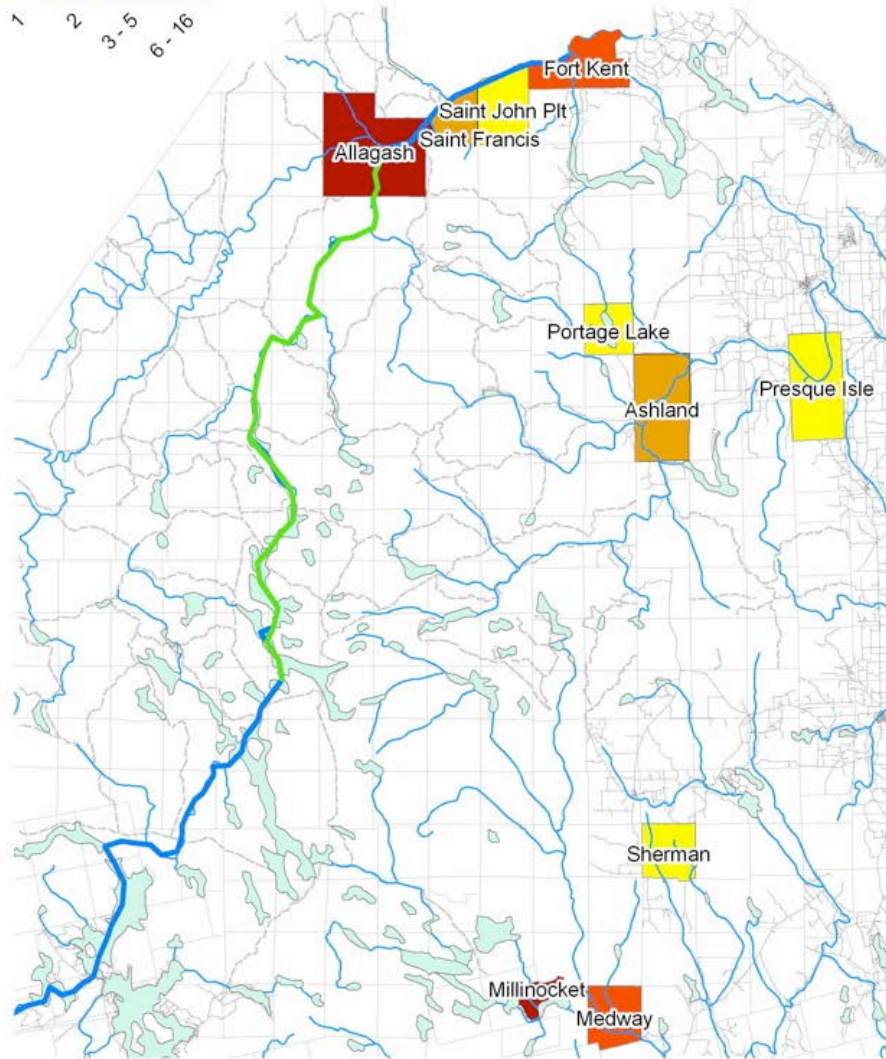 1
2
3 - 5
6 - 16
Fort Kent
Saint John Plt
Saint Francis
Allagash
Portage Lake
Presque Isle
Ashland
Sherman
Millinocket
Medway